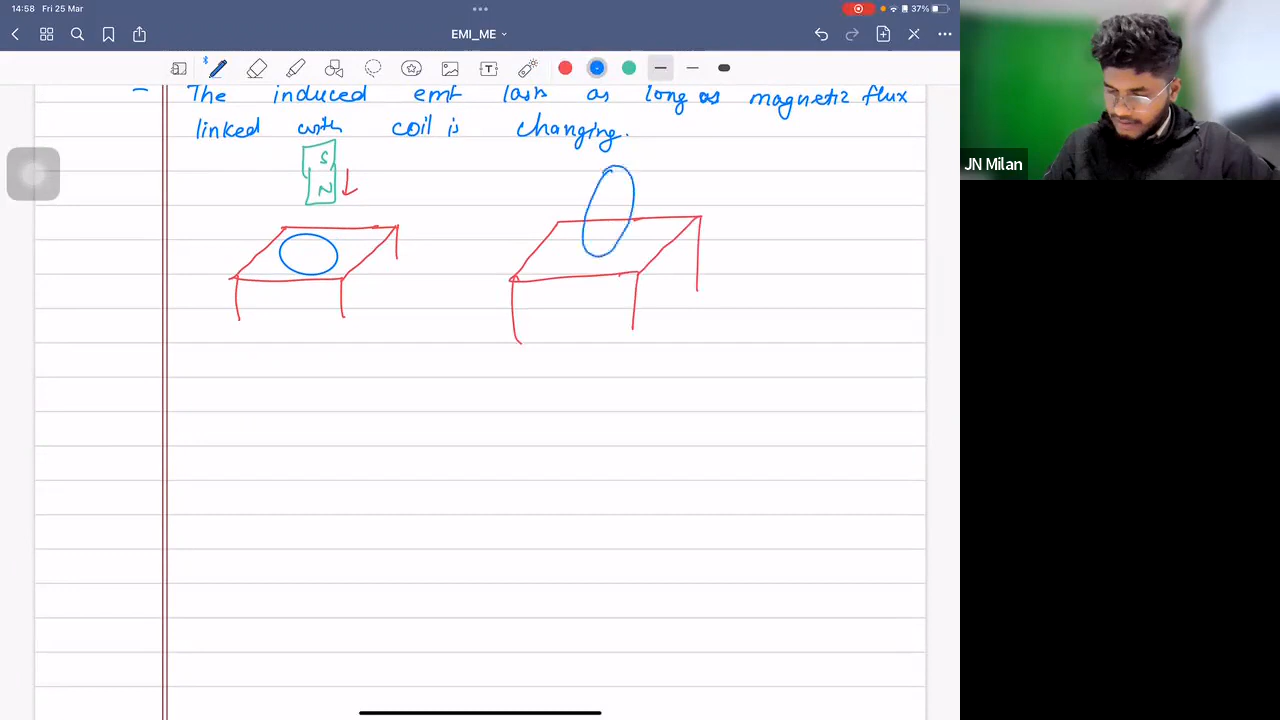 14:58 Fri 25 Mar
37%
EMI_ME
T
JN Milan
- The induced emf lasts as long as magnetic flux
linked with coil is changing.
S
N